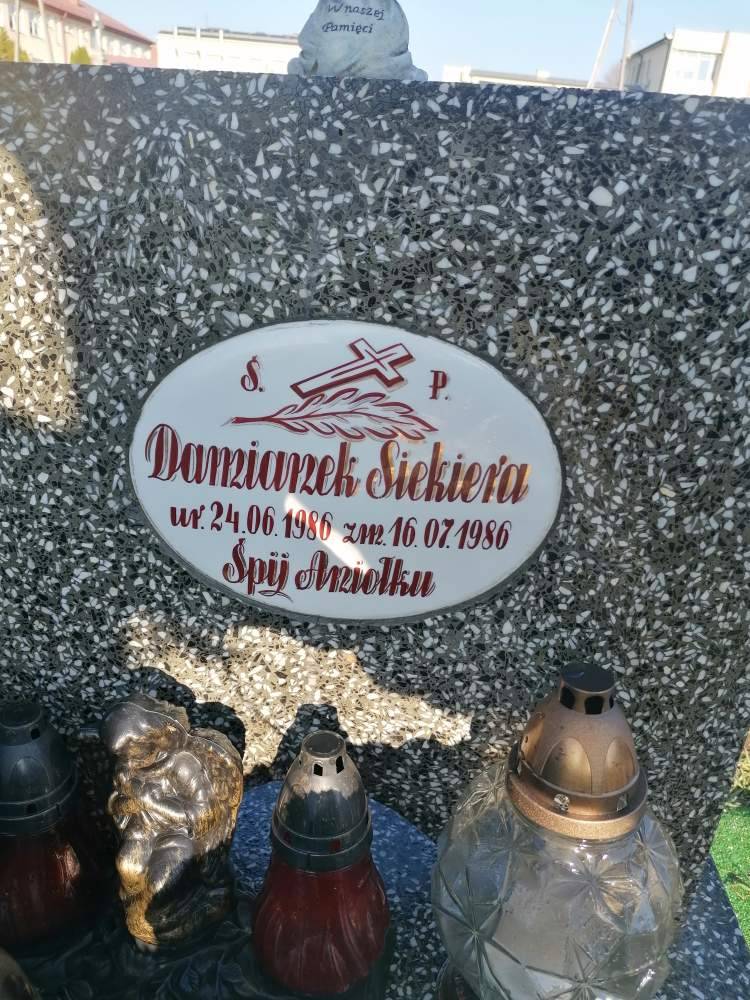 W naszej
Pamięci
Ś. P.
Damianek Siekiera
ur. 24.06.1986 zm. 16.07.1986
Śpij Aniołku